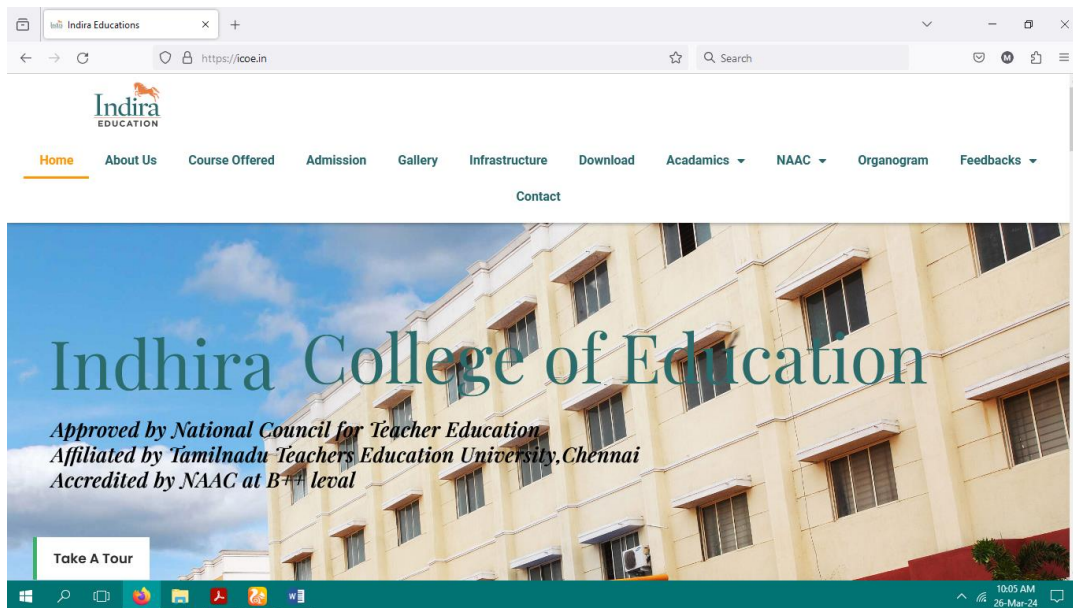 Indira Educations
https://icoe.in
Search
Indira
EDUCATION
Home About Us Course Offered Admission Gallery Infrastructure Download Acadamics NAAC Organogram Feedbacks
Contact
Indhira College of Education
Approved by National Council for Teacher Education
Affiliated by Tamilnadu Teachers Education University,Chennai
Accredited by NAAC at B++ leval
Take A Tour
10:05 AM
26-Mar-24